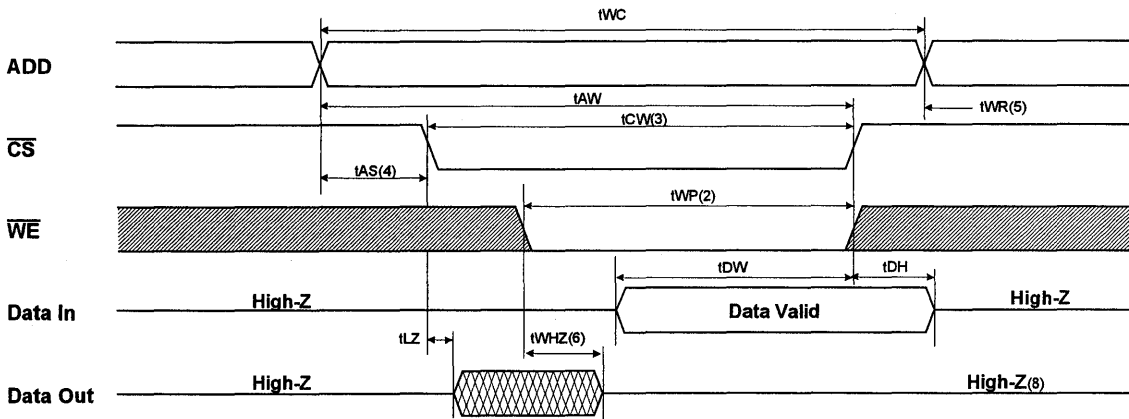 tWC
ADD
tAW
tWR(5)
tCW(3)
CS
tAS(4)
tWP(2)
WE
tDW
tDH
High-Z
High-Z
Data In
Data Valid
tLZ
tWHZ(6)
High-Z
High-Z(8)
Data Out